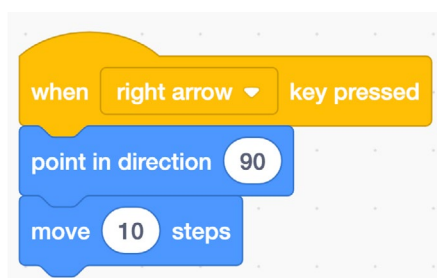 when right arrow key pressed
point in direction 90
move 10 steps